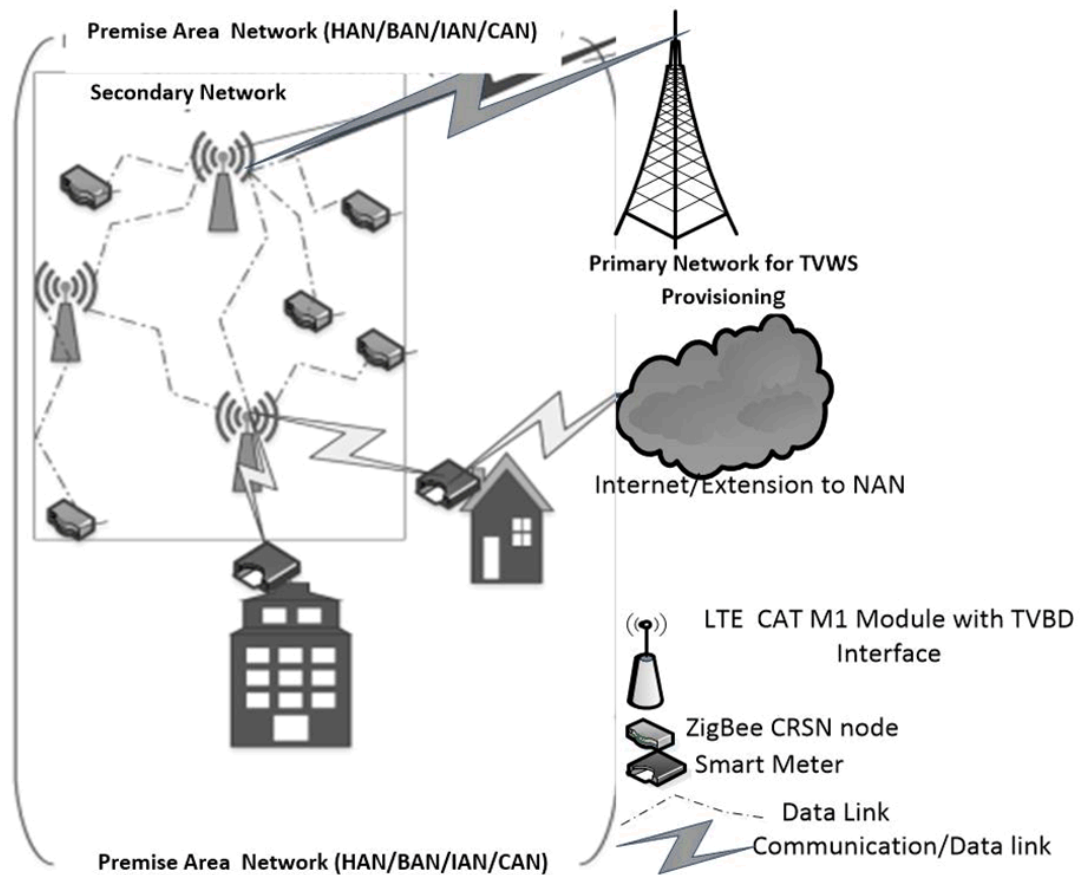 Premise Area Network (HAN/BAN/IAN/CAN)
Secondary Network
Primary Network for TVWS
Provisioning
Internet/Extension to NAN
LTE CAT M1 Module with TVBD
Interface
ZigBee CRSN node
Smart Meter
Data Link
Communication/Data link
Premise Area Network (HAN/BAN/IAN/CAN)